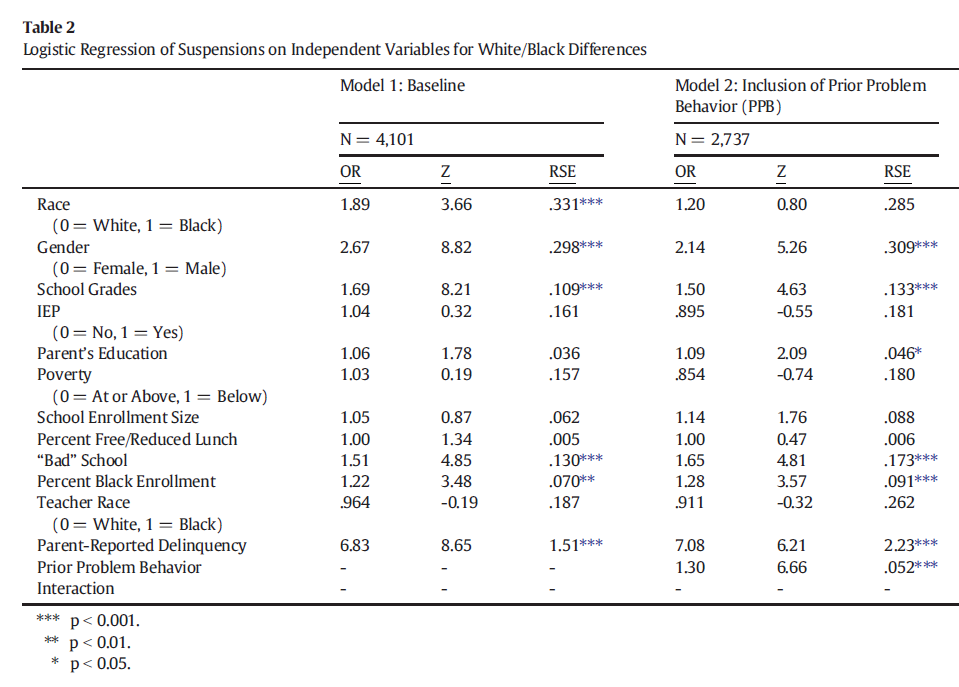 Table 2
Logistic Regression of Suspensions on Independent Variables for White/Black Differences
Model 1: Baseline Model 2: Inclusion of Prior Problem
Behavior (PPB)
N = 4,101 N = 2,737
OR Z RSE OR Z RSE
Race 1.89 3.66 .331*** 1.20 0.80 .285
(0 = White, 1 = Black)
Gender 2.67 8.82 .298*** 2.14 5.26 .309***
(0 = Female, 1 = Male)
School Grades 1.69 8.21 .109*** 1.50 4.63 .133***
IEP 1.04 0.32 .161 .895 -0.55 .181
(0 = No, 1 = Yes)
Parent's Education 1.06 1.78 .036 1.09 2.09 .046*
Poverty 1.03 0.19 .157 .854 -0.74 .180
(0 = At or Above, 1 = Below)
School Enrollment Size 1.05 0.87 .062 1.14 1.76 .088
Percent Free/Reduced Lunch 1.00 1.34 .005 1.00 0.47 .006
“Bad” School 1.51 4.85 .130*** 1.65 4.81 .173***
Percent Black Enrollment 1.22 3.48 .070** 1.28 3.57 .091***
Teacher Race .964 -0.19 .187 .911 -0.32 .262
(0 = White, 1 = Black)
Parent-Reported Delinquency 6.83 8.65 1.51*** 7.08 6.21 2.23***
Prior Problem Behavior - - - 1.30 6.66 .052***
Interaction - - - - - -
*** p < 0.001.
** p < 0.01.
* p < 0.05.